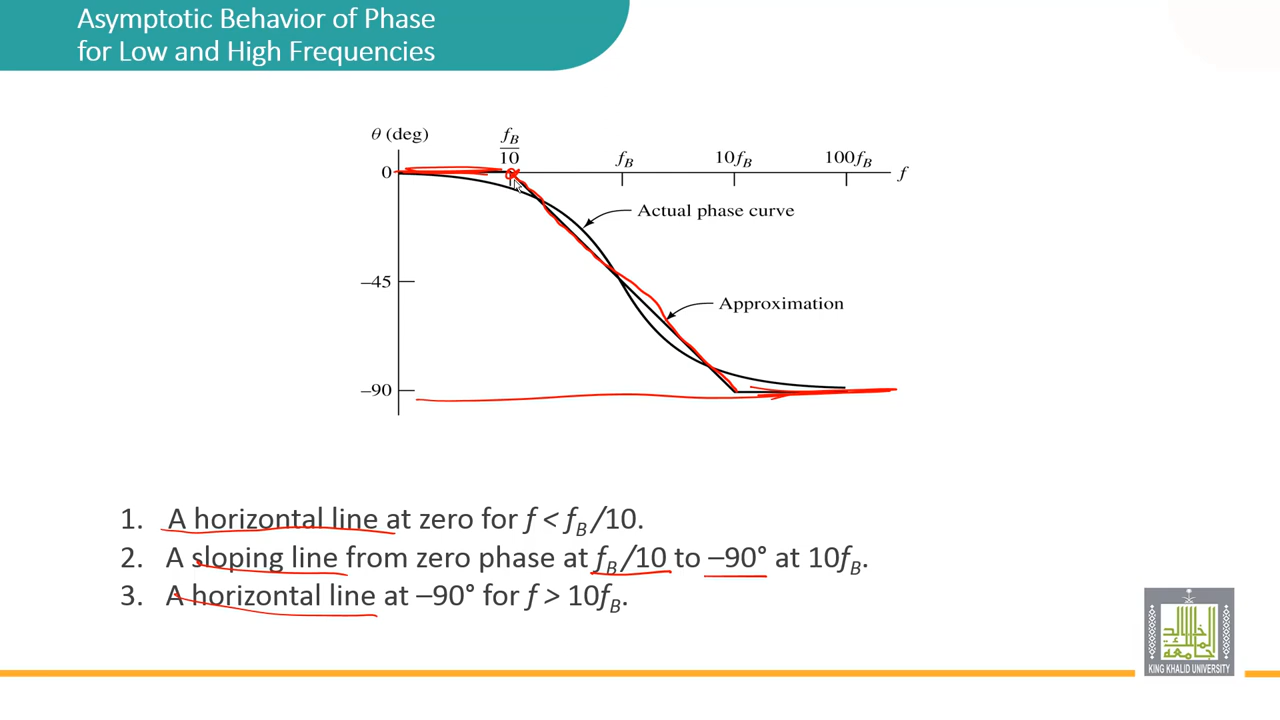 Asymptotic Behavior of Phase
for Low and High Frequencies
θ (deg)
f_B/10
f_B
10f_B
100f_B
f
0
Actual phase curve
–45
Approximation
–90
1. A horizontal line at zero for f < f_B/10.
2. A sloping line from zero phase at f_B/10 to –90° at 10f_B.
3. A horizontal line at –90° for f > 10f_B.
KING KHALID UNIVERSITY